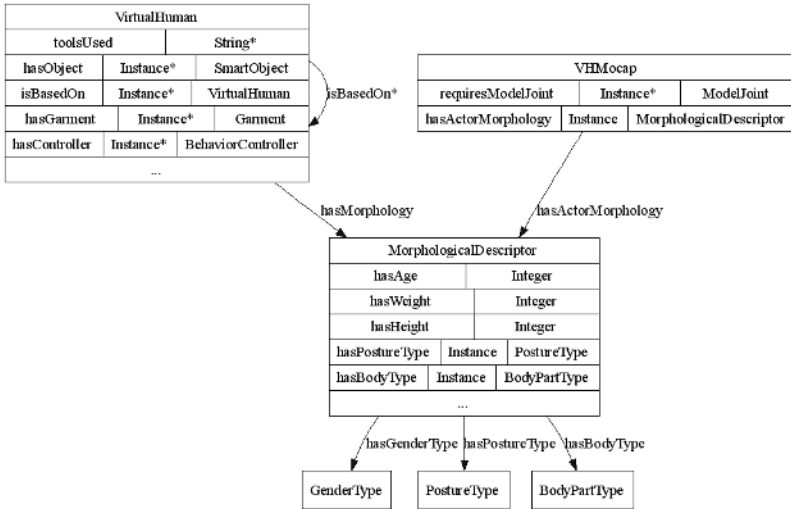 VirtualHuman
toolsUsed String*
hasObject Instance* SmartObject
isBasedOn Instance* VirtualHuman
hasGarment Instance* Garment
hasController Instance* BehaviorController
...
isBasedOn*
VHMocap
requiresModelJoint Instance* ModelJoint
hasActorMorphology Instance MorphologicalDescriptor
hasMorphology
hasActorMorphology
MorphologicalDescriptor
hasAge Integer
hasWeight Integer
hasHeight Integer
hasPostureType Instance PostureType
hasBodyType Instance BodyPartType
...
hasGenderType hasPostureType hasBodyType
GenderType PostureType BodyPartType